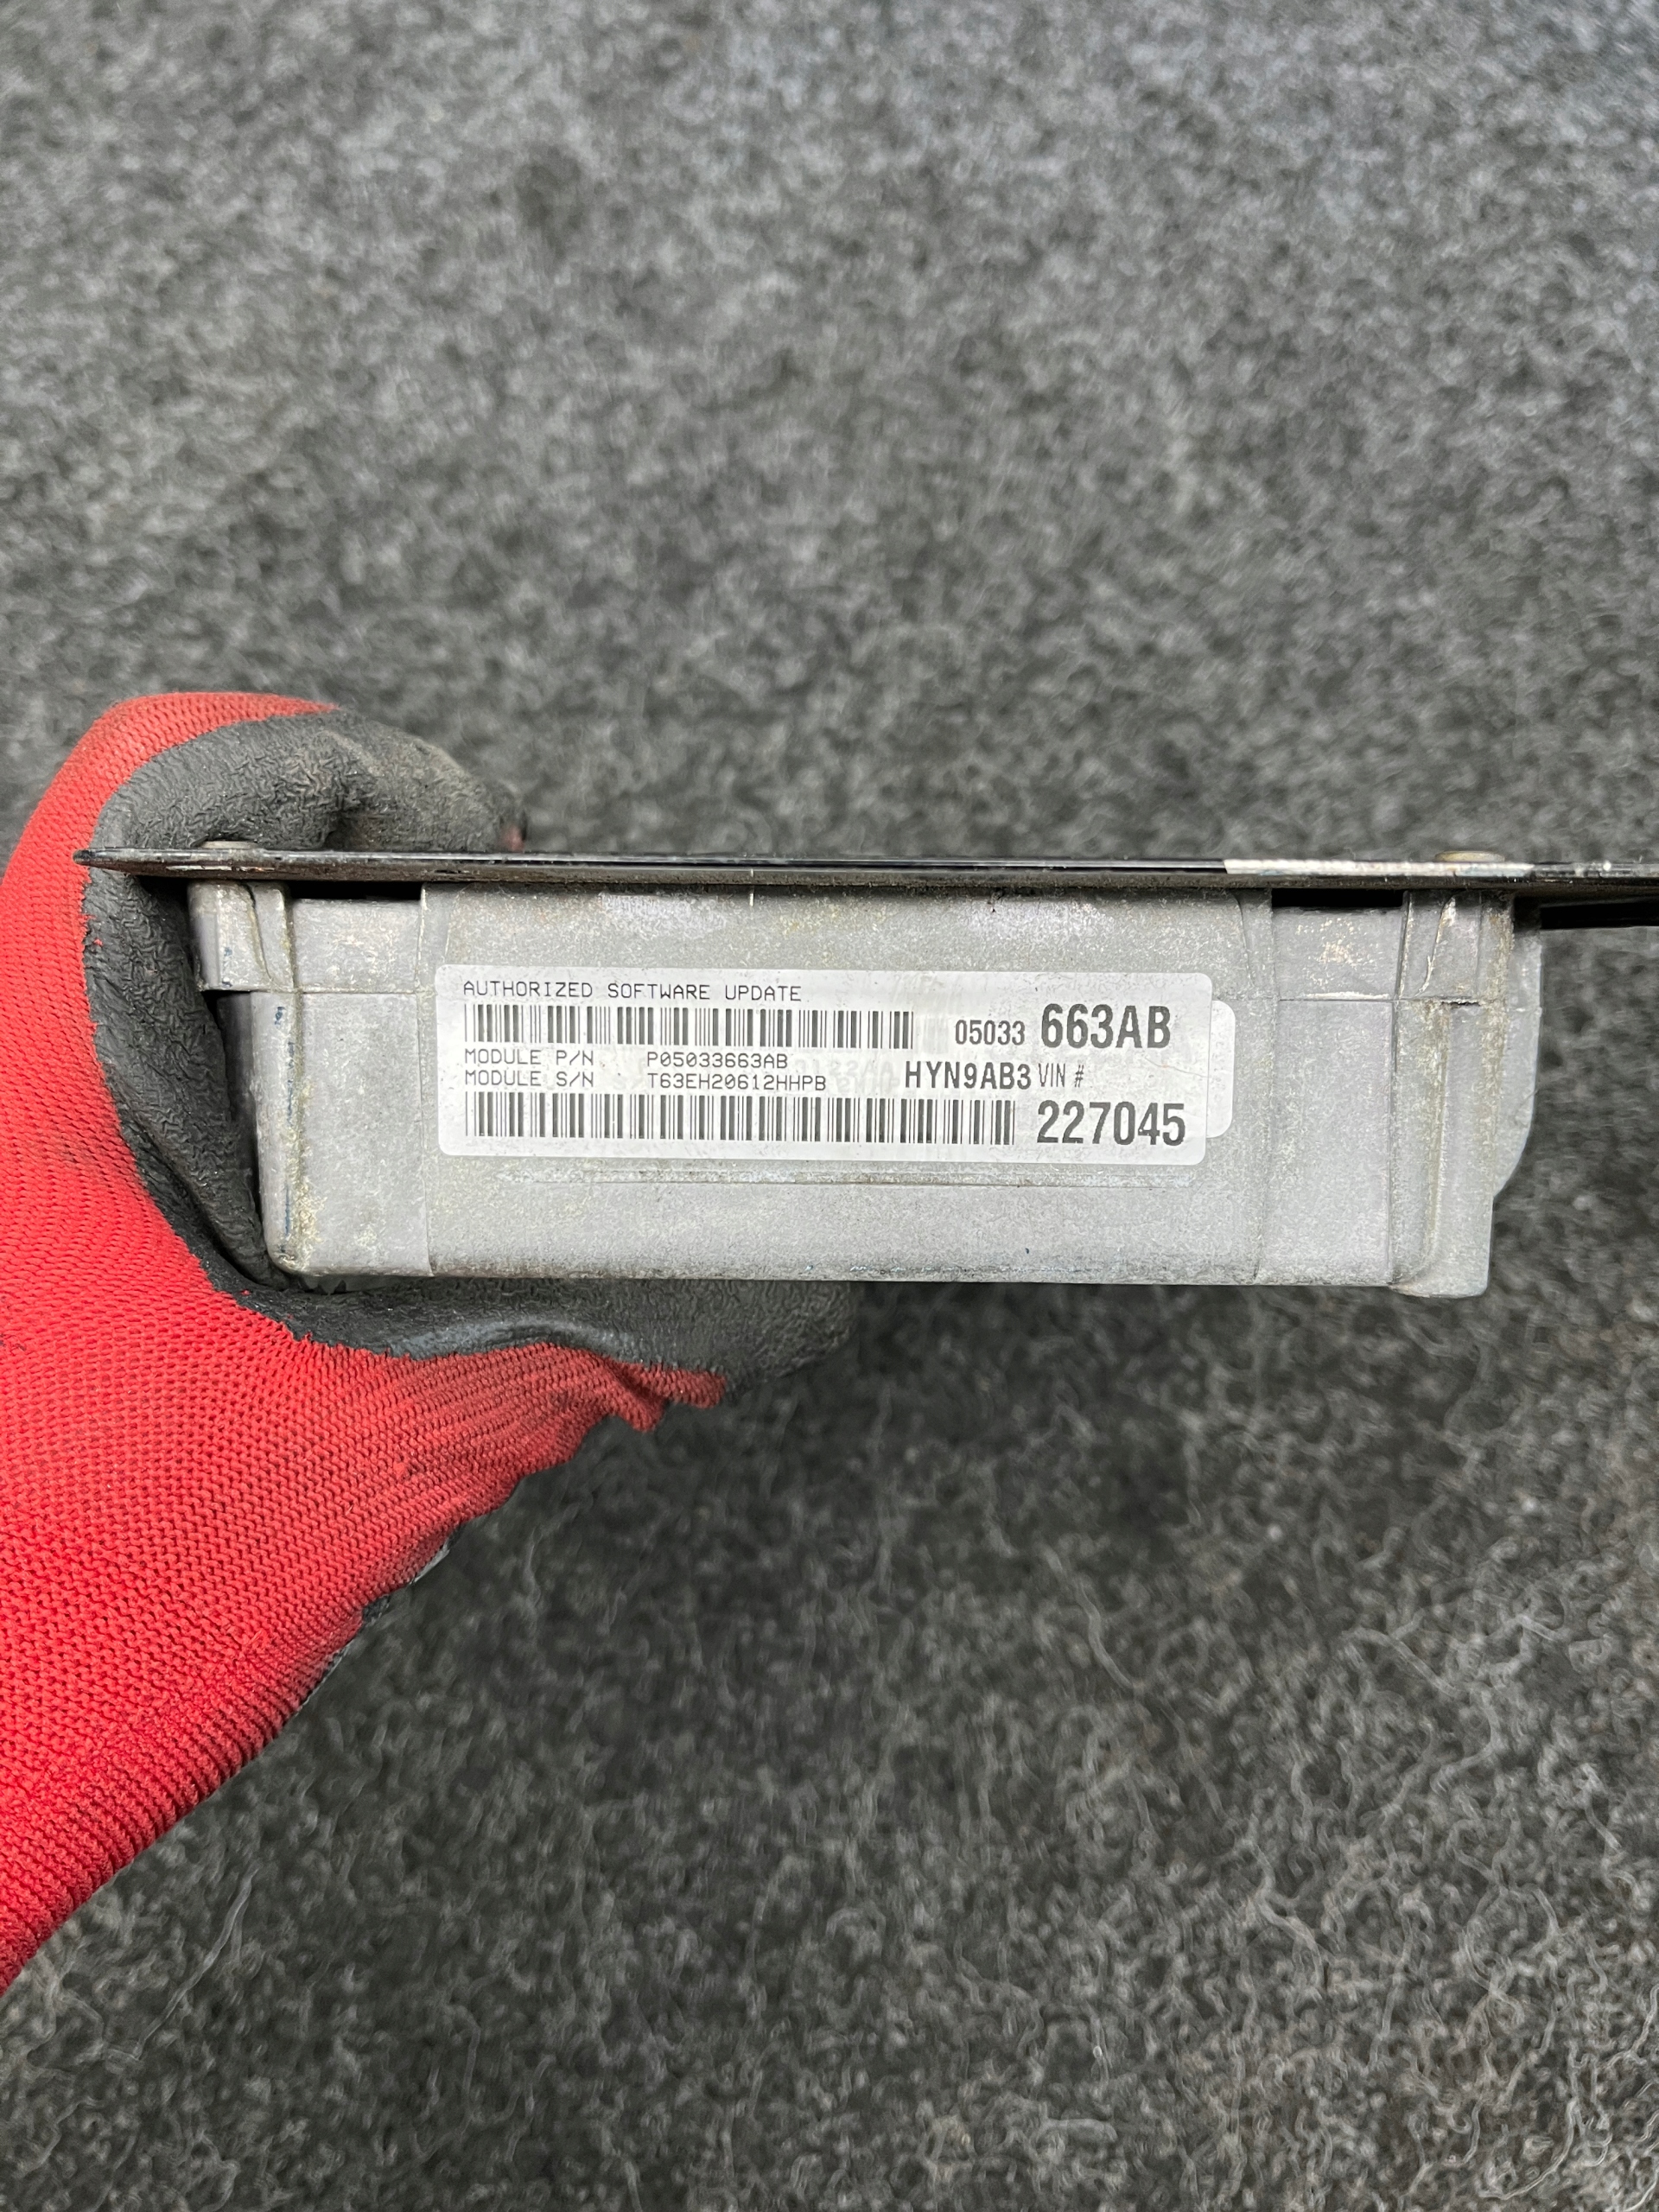 AUTHORIZED SOFTWARE UPDATE
05033 663AB
MODULE P/N P05033663AB
MODULE S/N T63EH20612HHPB HYN9AB3 VIN #
227045